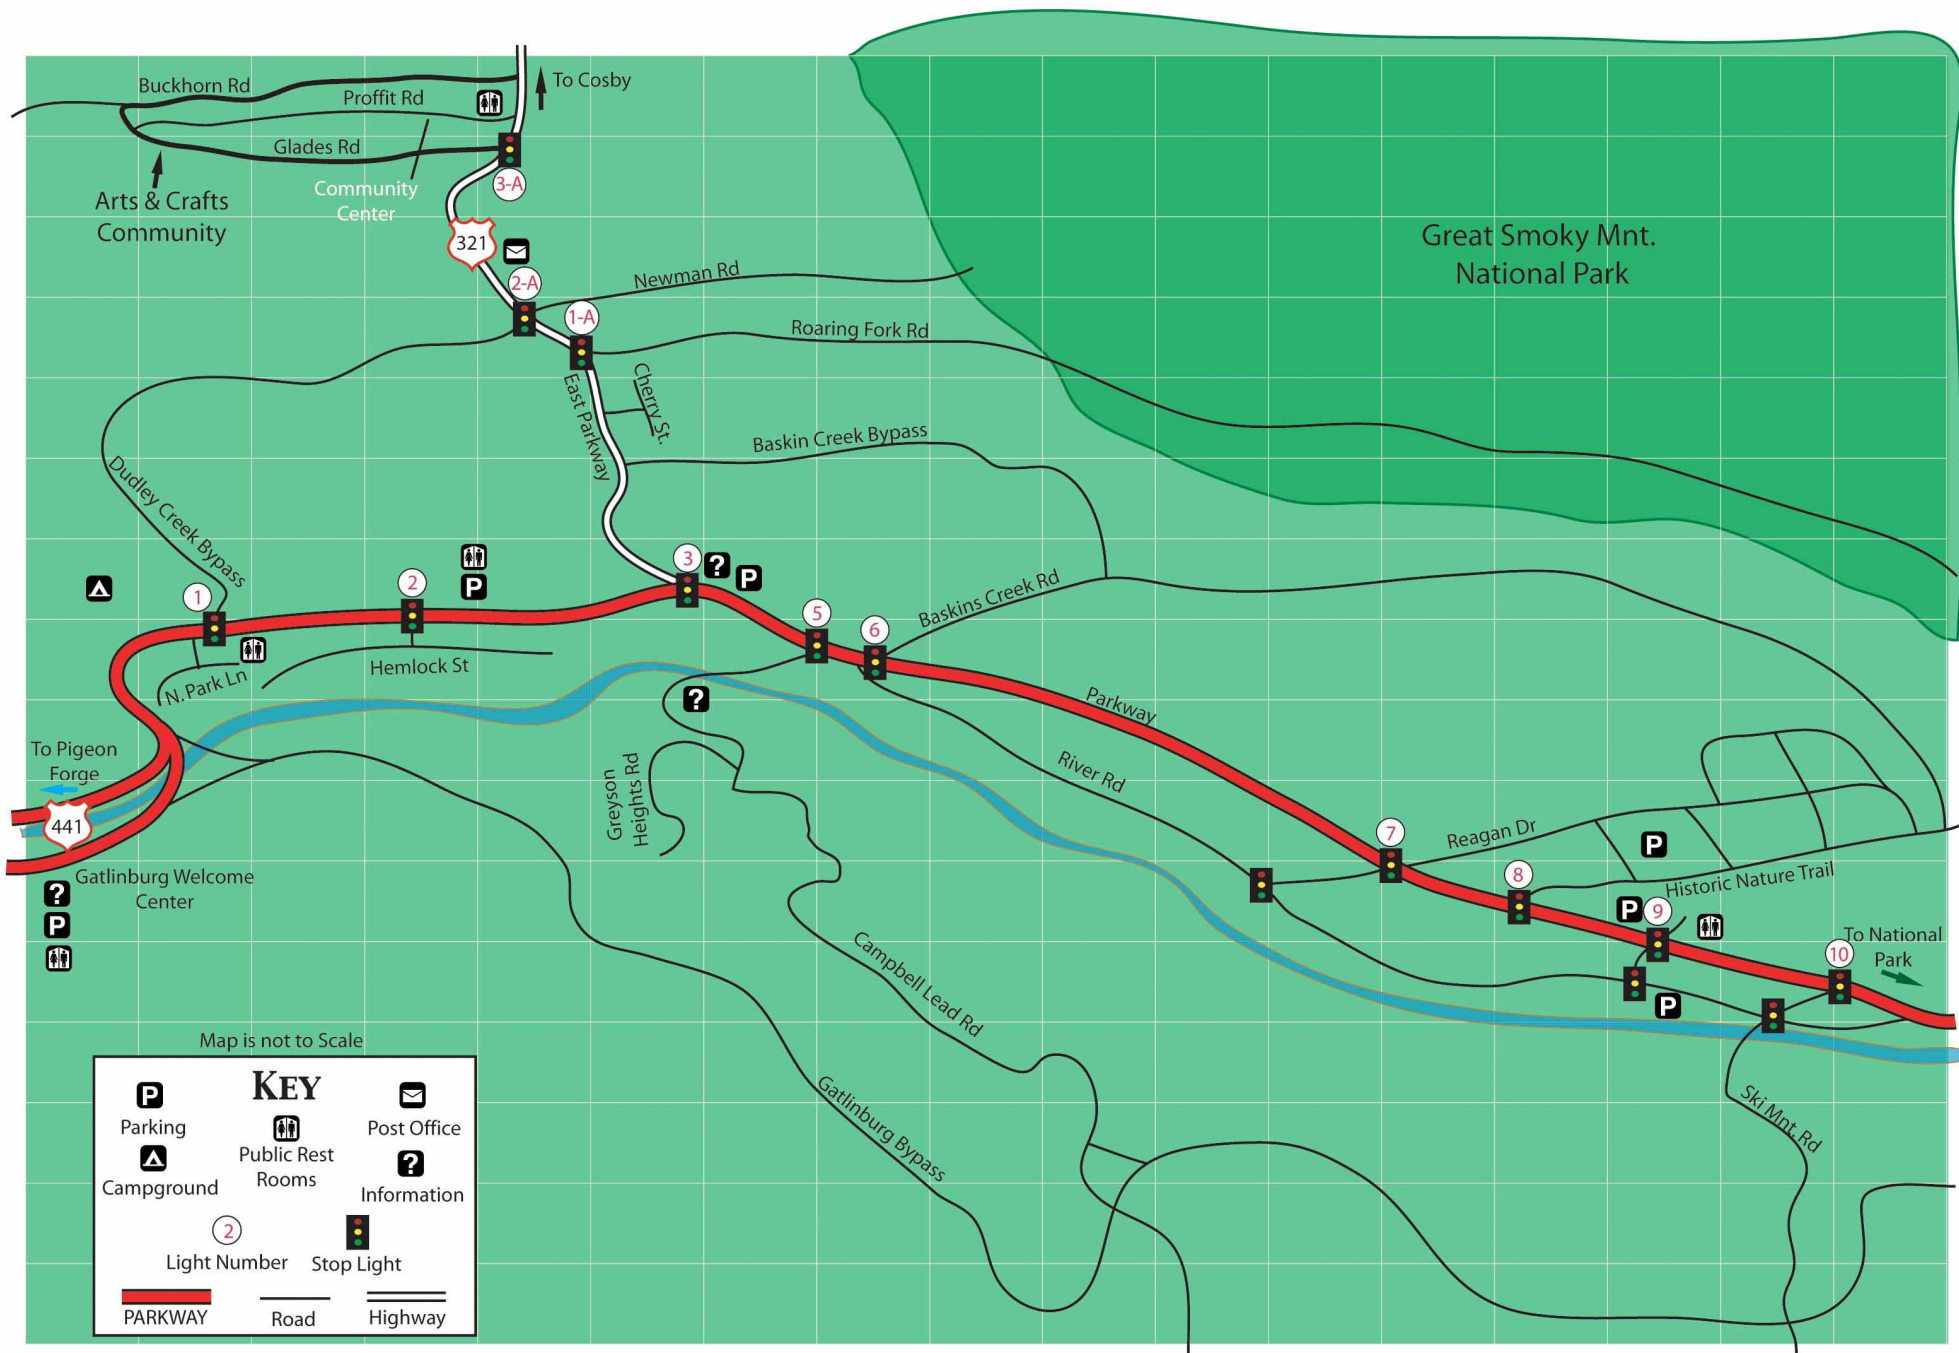 Buckhorn Rd
Proffit Rd
Glades Rd
To Cosby
Arts & Crafts
Community
Community
Center
3-A
321
2-A
1-A
Newman Rd
Roaring Fork Rd
Great Smoky Mnt.
National Park
East Parkway
Cherry St.
Baskin Creek Bypass
Dudley Creek Bypass
1
2
P
3
?
P
5
6
Baskins Creek Rd
N. Park Ln
Hemlock St
?
Parkway
River Rd
To Pigeon
Forge
441
Greyson
Heights Rd
7
Reagan Dr
P
8
Historic Nature Trail
P
9
10
To National
Park
P
Gatlinburg Welcome
Center
?
P
Campbell Lead Rd
Gatlinburg Bypass
Ski Mnt. Rd
Map is not to Scale
KEY
P
Parking
Public Rest
Rooms
Post Office
Campground
?
Information
2
Light Number
Stop Light
PARKWAY
Road
Highway